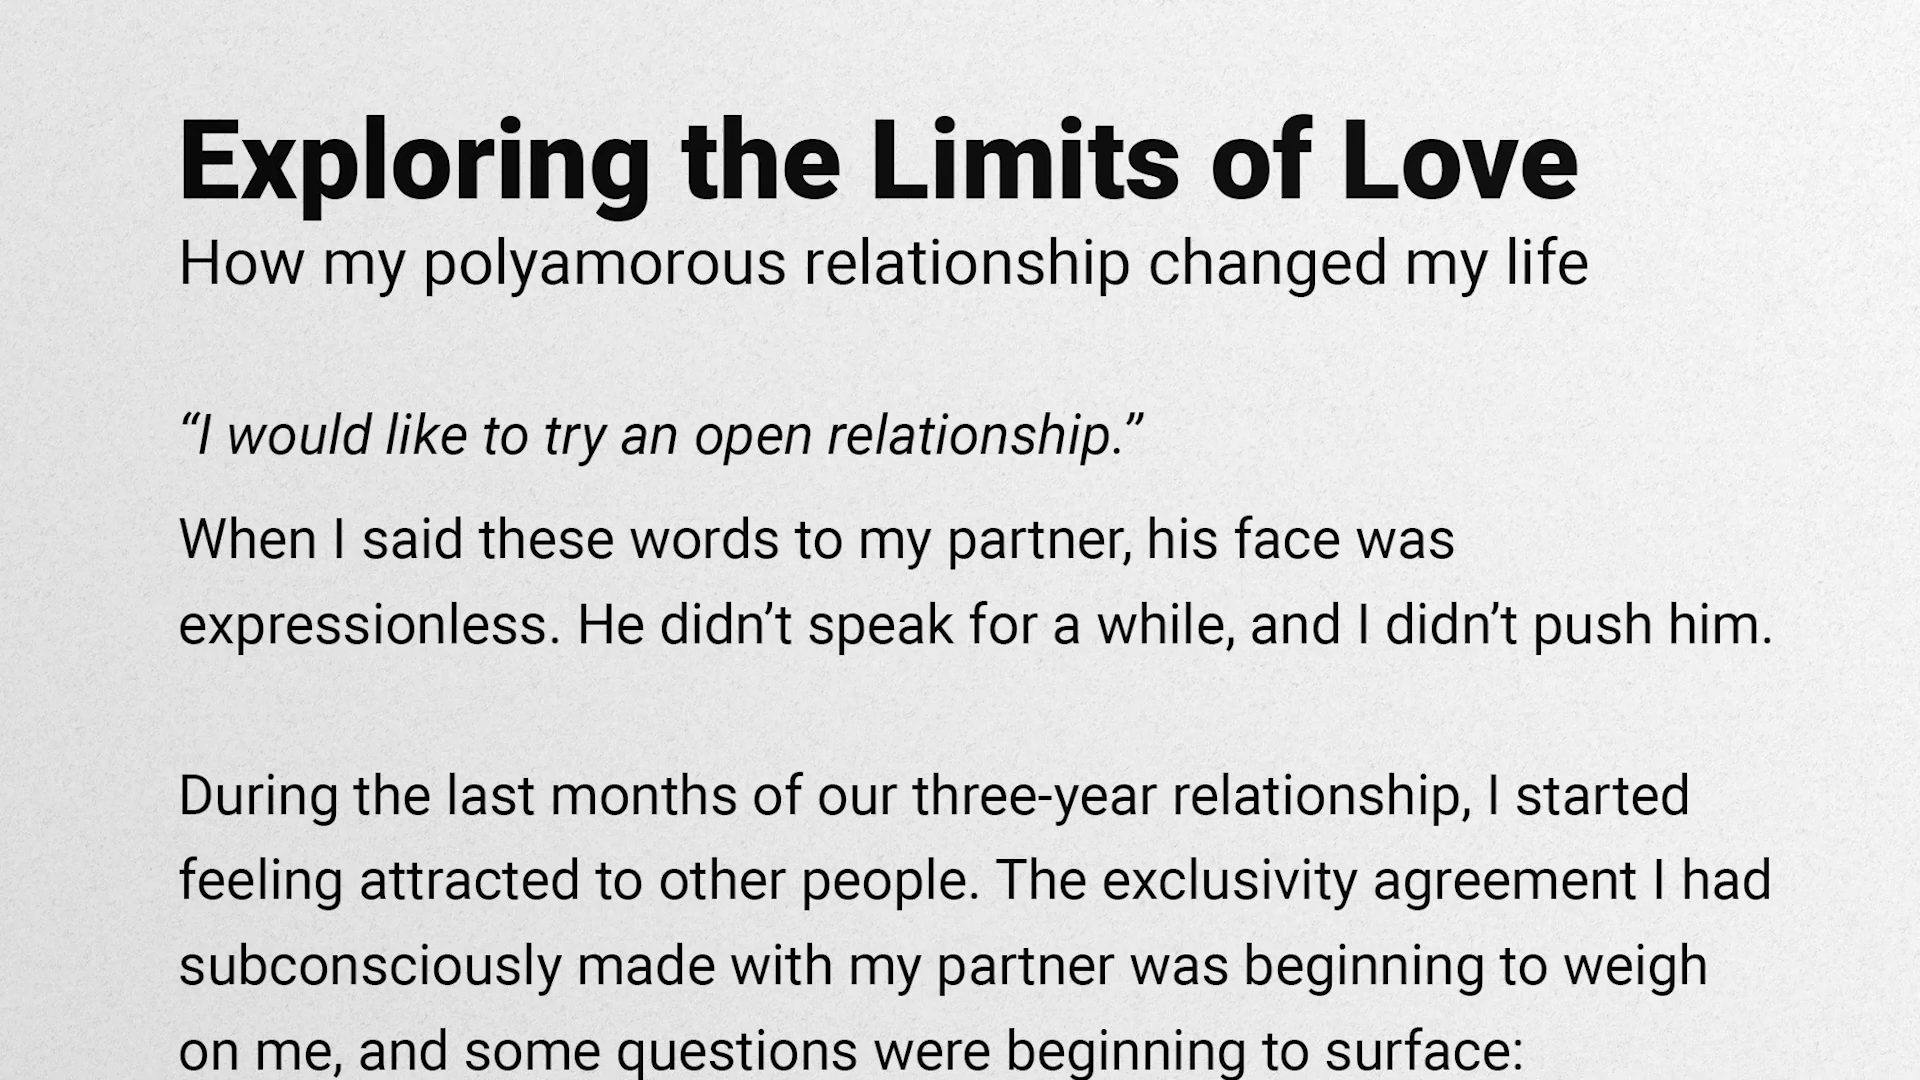 Exploring the Limits of Love
How my polyamorous relationship changed my life
“I would like to try an open relationship.”
When I said these words to my partner, his face was
expressionless. He didn’t speak for a while, and I didn’t push him.
During the last months of our three-year relationship, I started
feeling attracted to other people. The exclusivity agreement I had
subconsciously made with my partner was beginning to weigh
on me, and some questions were beginning to surface: